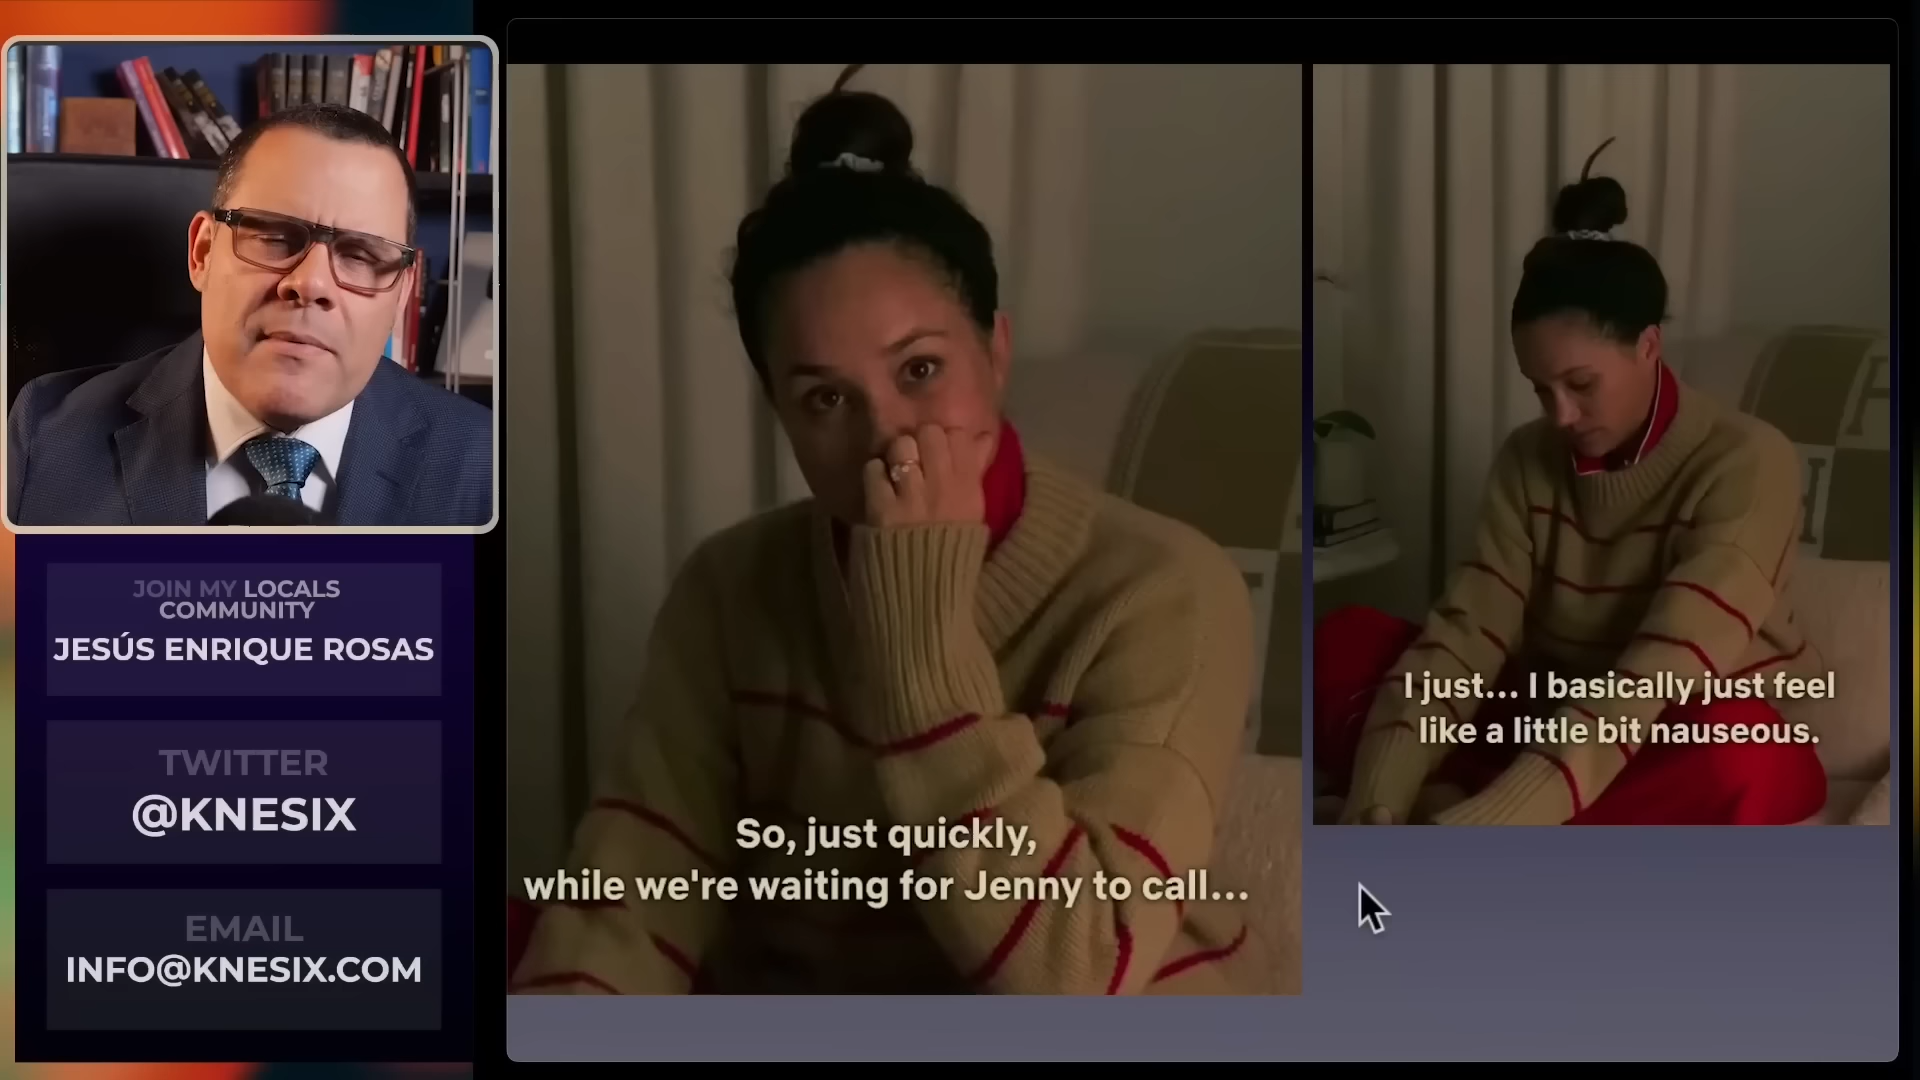 JOIN MY LOCALS
COMMUNITY
JESÚS ENRIQUE ROSAS
TWITTER
@KNESIX
EMAIL
INFO@KNESIX.COM
So, just quickly,
while we're waiting for Jenny to call...
I just... I basically just feel
like a little bit nauseous.